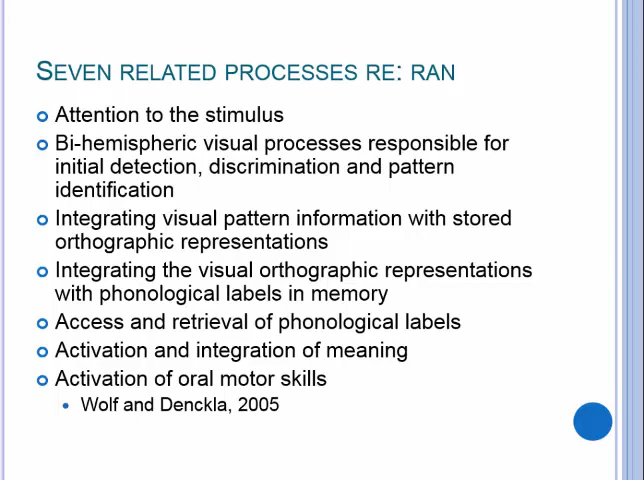 SEVEN RELATED PROCESSES RE: RAN
Attention to the stimulus
Bi-hemispheric visual processes responsible for
initial detection, discrimination and pattern
identification
Integrating visual pattern information with stored
orthographic representations
Integrating the visual orthographic representations
with phonological labels in memory
Access and retrieval of phonological labels
Activation and integration of meaning
Activation of oral motor skills
Wolf and Denckla, 2005